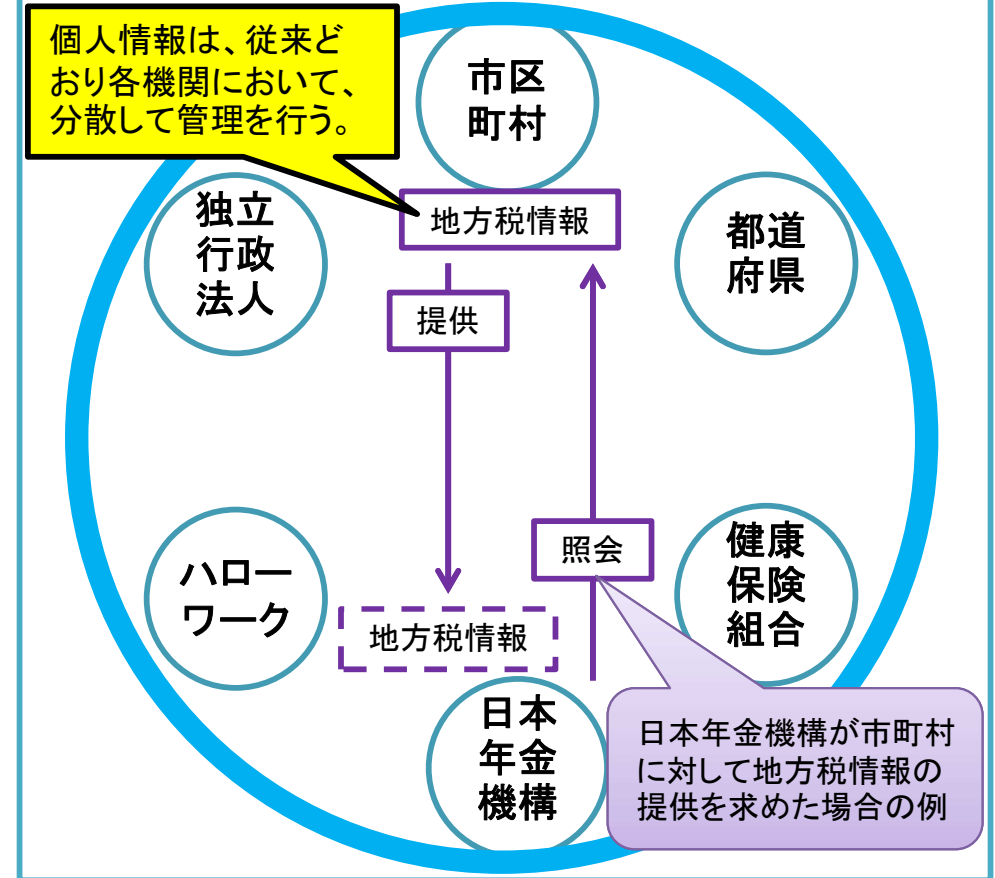 個人情報は、従来ど
おり各機関において、
分散して管理を行う。
市区
町村
地方税情報
独立
行政
法人
都道
府県
提供
照会
ハロー
ワーク
健康
保険
組合
地方税情報
日本
年金
機構
日本年金機構が市町村
に対して地方税情報の
提供を求めた場合の例